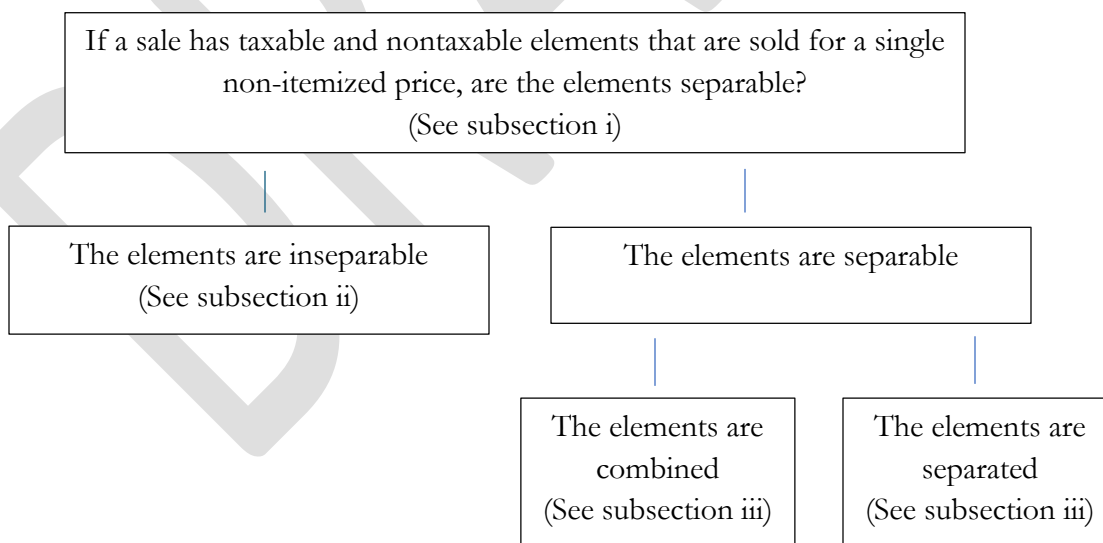 If a sale has taxable and nontaxable elements that are sold for a single
non-itemized price, are the elements separable?
(See subsection i)
The elements are inseparable
(See subsection ii)
The elements are separable
The elements are
combined
(See subsection iii)
The elements are
separated
(See subsection iii)